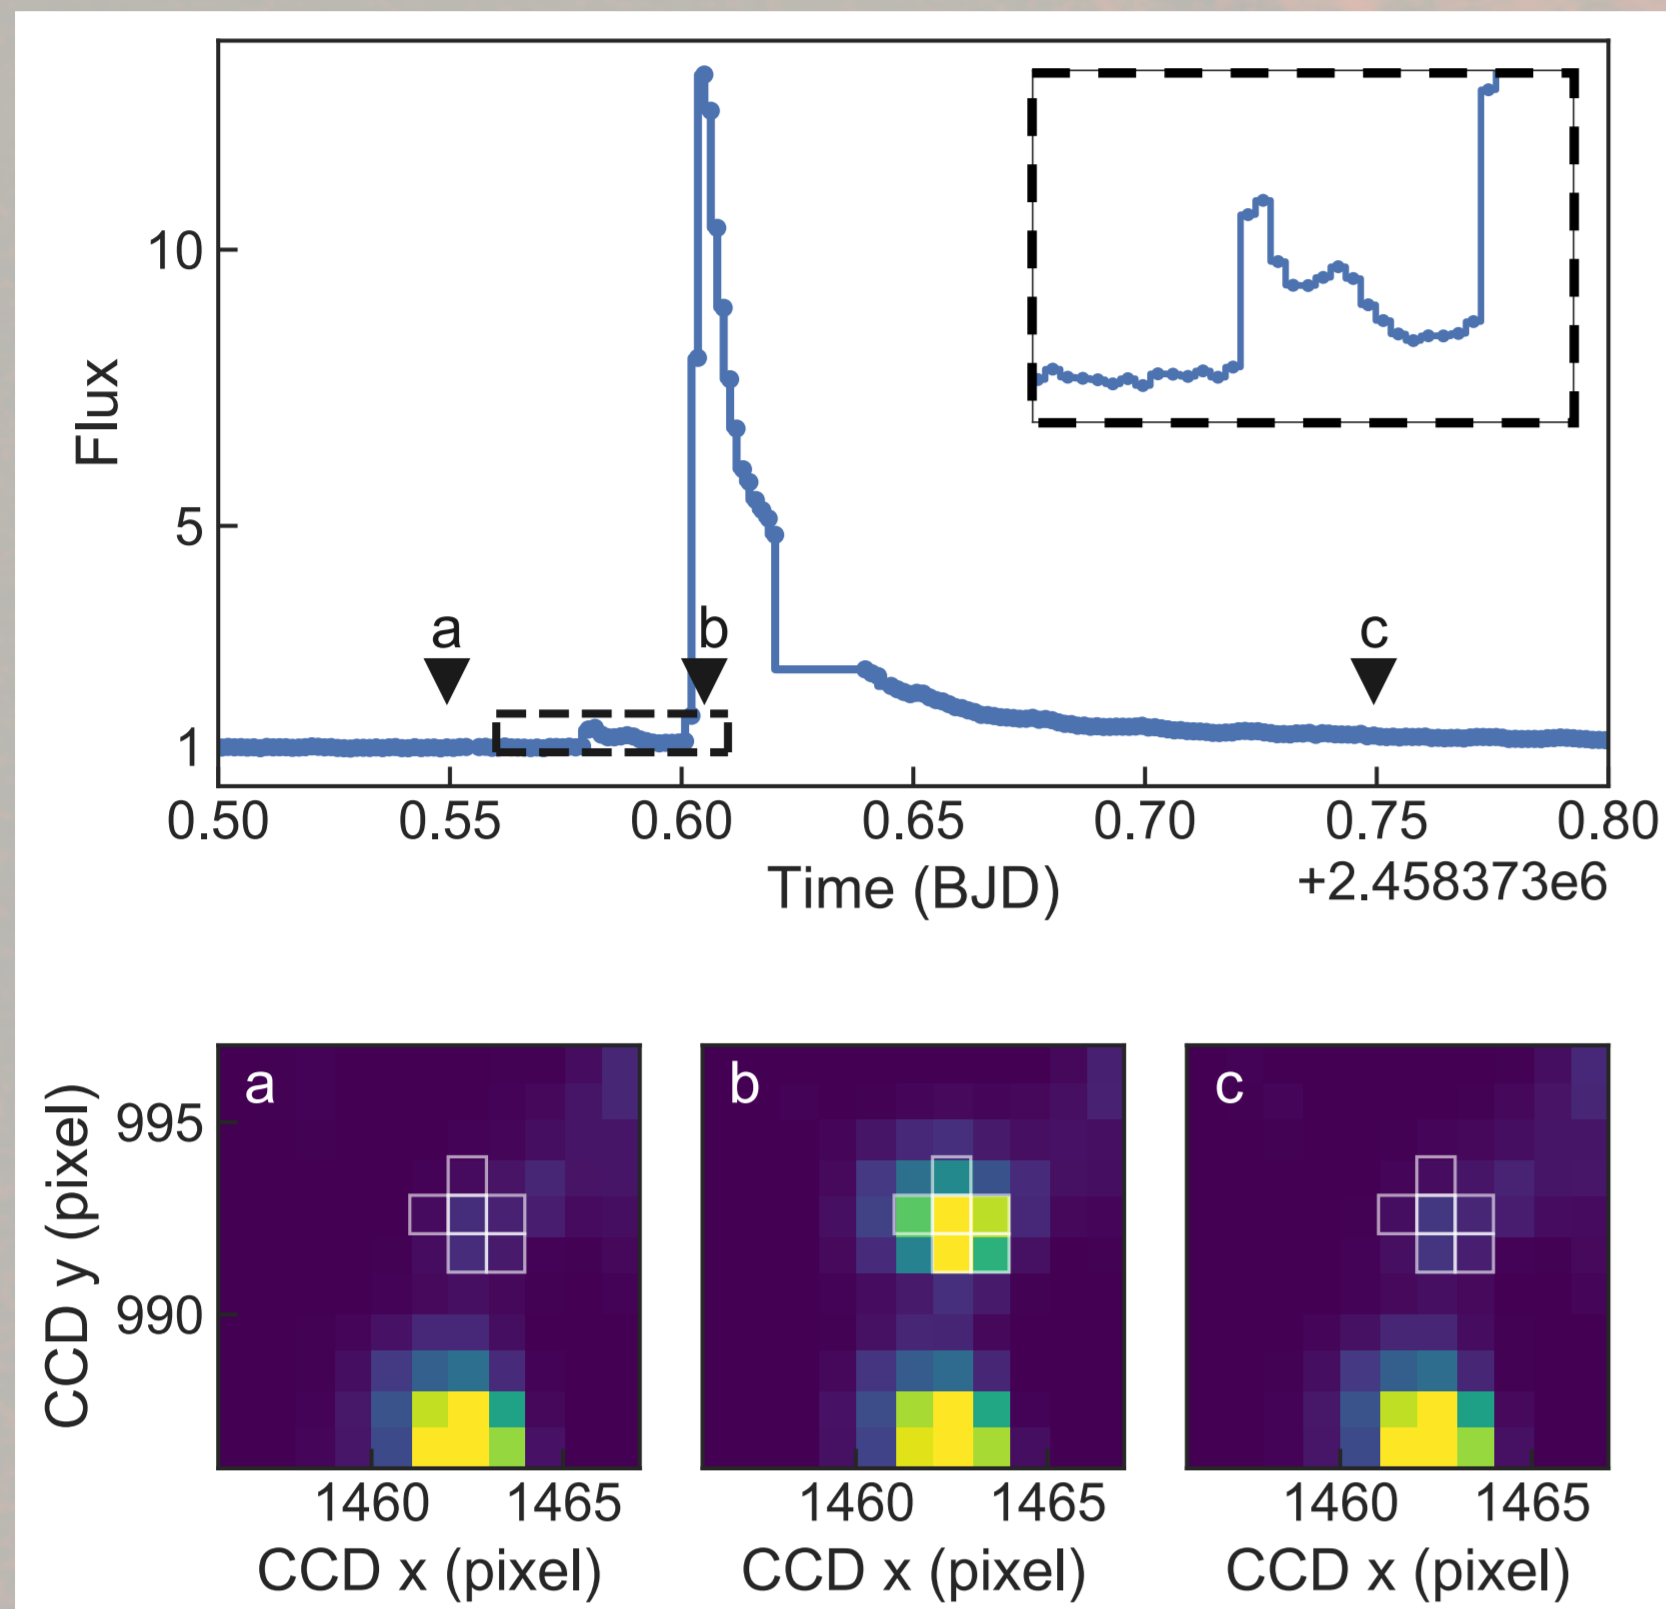 10
5
1
Flux
a
b
c
0.50 0.55 0.60 0.65 0.70 0.75 0.80
Time (BJD)
+2.458373e6
a
b
c
995
990
CCD y (pixel)
1460 1465
1460 1465
1460 1465
CCD x (pixel)
CCD x (pixel)
CCD x (pixel)